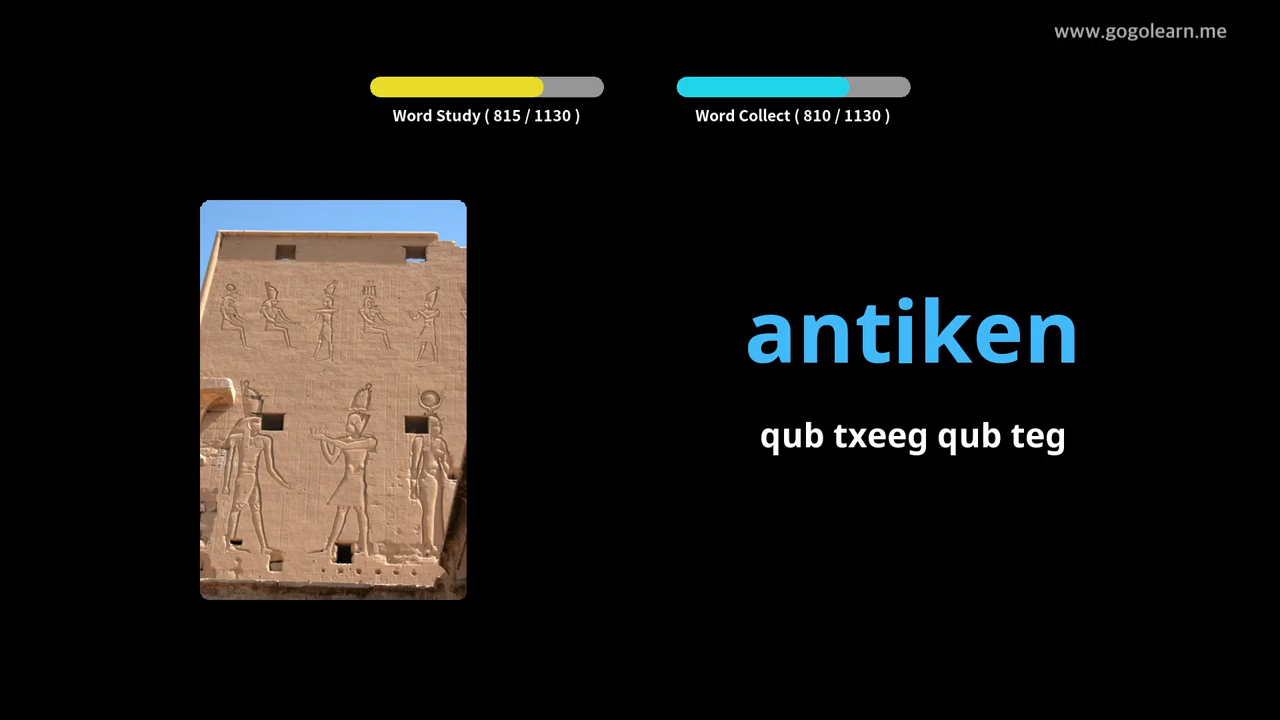 www.gogolearn.me
Word Study ( 815 / 1130 )
Word Collect ( 810 / 1130 )
antiken
qub txeeg qub teg